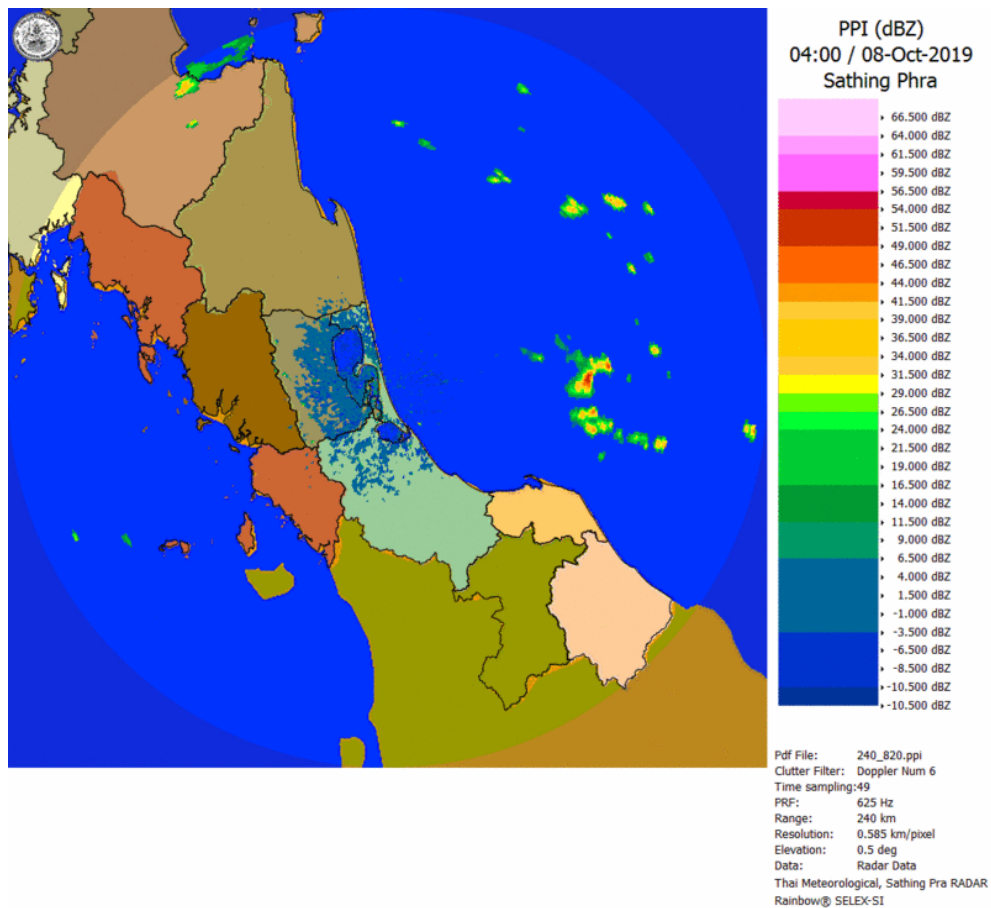 PPI (dBZ)
04:00 / 08-Oct-2019
Sathing Phra
66.500 dBZ
64.000 dBZ
61.500 dBZ
59.500 dBZ
56.500 dBZ
54.000 dBZ
51.500 dBZ
49.000 dBZ
46.500 dBZ
44.000 dBZ
41.500 dBZ
39.000 dBZ
36.500 dBZ
34.000 dBZ
31.500 dBZ
29.000 dBZ
26.500 dBZ
24.000 dBZ
21.500 dBZ
19.000 dBZ
16.500 dBZ
14.000 dBZ
11.500 dBZ
9.000 dBZ
6.500 dBZ
4.000 dBZ
1.500 dBZ
-1.000 dBZ
-3.500 dBZ
-6.500 dBZ
-8.500 dBZ
-10.500 dBZ
-10.500 dBZ
Pdf File: 240_820.ppi
Clutter Filter: Doppler Num 6
Time sampling:49
PRF: 625 Hz
Range: 240 km
Resolution: 0.585 km/pixel
Elevation: 0.5 deg
Data: Radar Data
Thai Meteorological, Sathing Pra RADAR
Rainbow® SELEX-SI